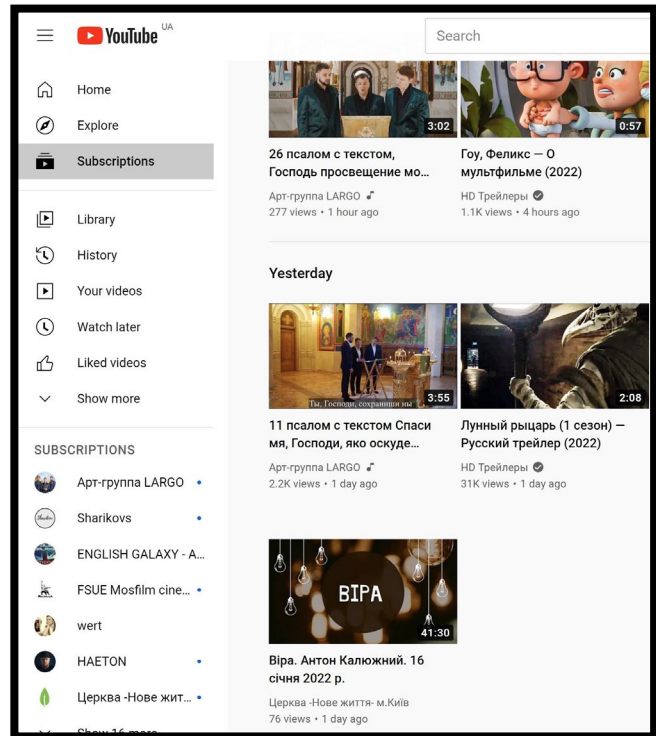 YouTube UA
Search
Home
Explore
Subscriptions
Library
History
Your videos
Watch later
Liked videos
Show more
SUBSCRIPTIONS
Арт-группа LARGO
Sharikovs
ENGLISH GALAXY - A...
FSUE Mosfilm cine...
wert
HAETON
Церква -Нове жит...
Show 16 more
3:02
26 псалом с текстом,
Господь просвещение мо...
Арт-группа LARGO
277 views • 1 hour ago
0:57
Гоу, Феликс — О
мультфильме (2022)
HD Трейлеры
1.1K views • 4 hours ago
Yesterday
Ты, Господи, сохраниши ны
3:55
11 псалом с текстом Спаси
мя, Господи, яко оскуде...
Арт-группа LARGO
2.2K views • 1 day ago
2:08
Лунный рыцарь (1 сезон) —
Русский трейлер (2022)
HD Трейлеры
31K views • 1 day ago
ВІРА
41:30
Віра. Антон Калюжний. 16
січня 2022 р.
Церква -Нове життя- м.Київ
76 views • 1 day ago